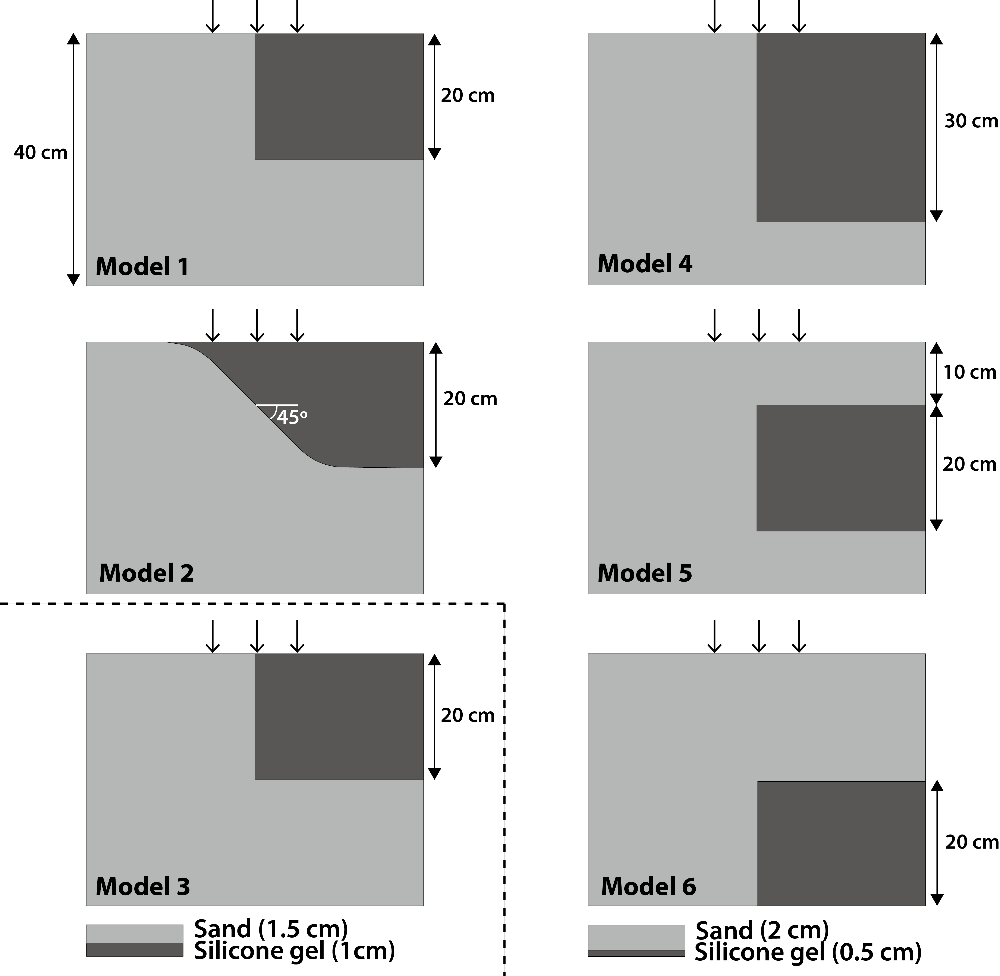 40 cm
20 cm
Model 1
30 cm
Model 4
20 cm
45º
Model 2
10 cm
20 cm
Model 5
20 cm
Model 3
Sand (1.5 cm)
Silicone gel (1cm)
20 cm
Model 6
Sand (2 cm)
Silicone gel (0.5 cm)